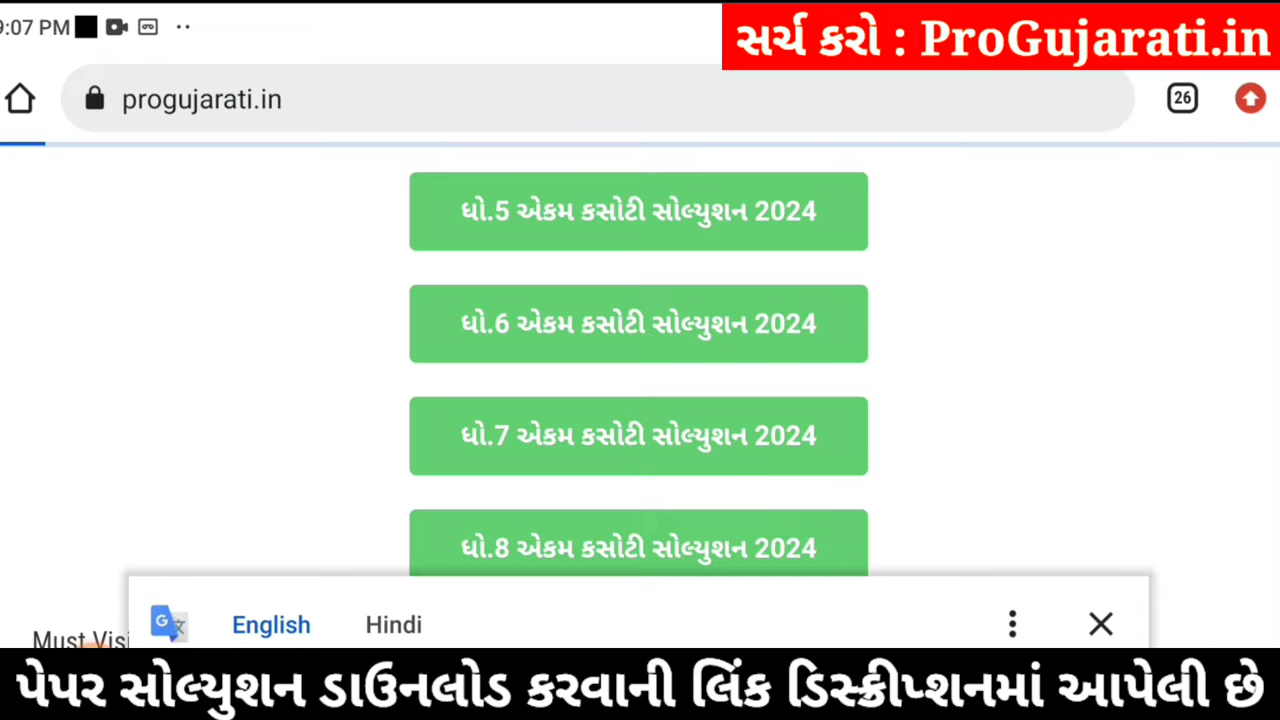 9:07 PM
સર્ચ કરો : ProGujarati.in
progujarati.in
26
ધો.5 એકમ કસોટી સોલ્યુશન 2024
ધો.6 એકમ કસોટી સોલ્યુશન 2024
ધો.7 એકમ કસોટી સોલ્યુશન 2024
ધો.8 એકમ કસોટી સોલ્યુશન 2024
English Hindi
Must Visi
પેપર સોલ્યુશન ડાઉનલોડ કરવાની લિંક ડિસ્ક્રીપ્શનમાં આપેલી છે